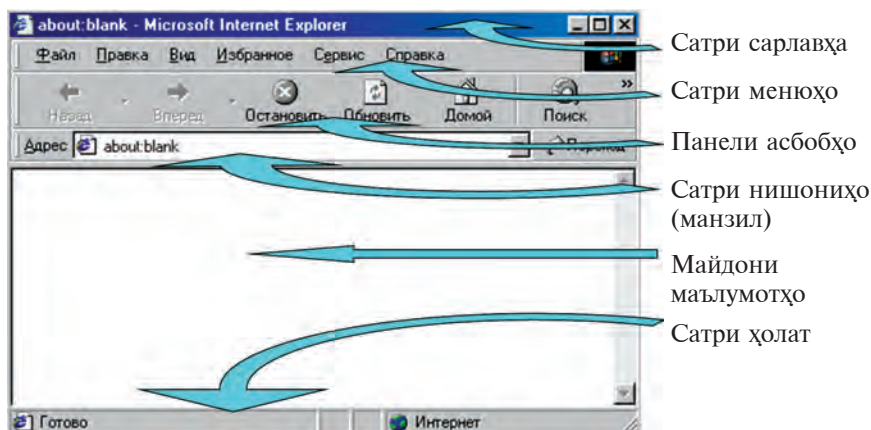 about:blank - Microsoft Internet Explorer
Файл Правка Вид Избранное Сервис Справка
Назад Вперед Остановить Обновить Домой Поиск »
Адрес about:blank Переход
Готово Интернет
Сатри сарлавҳа
Сатри менюҳо
Панели асбобҳо
Сатри нишониҳо
(манзил)
Майдони
маълумотҳо
Сатри ҳолат